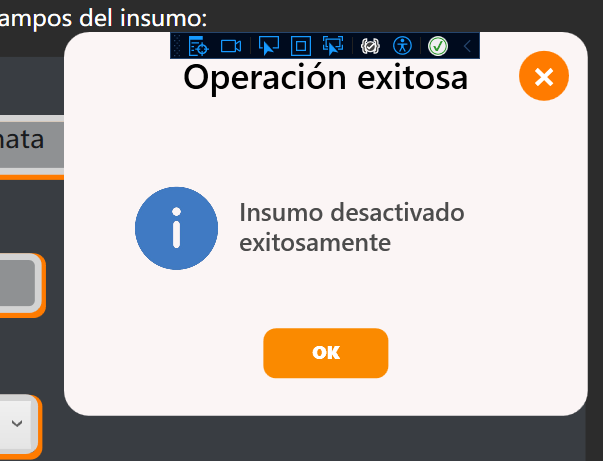 ampos del insumo:
Operación exitosa
nata
Insumo desactivado
exitosamente
OK